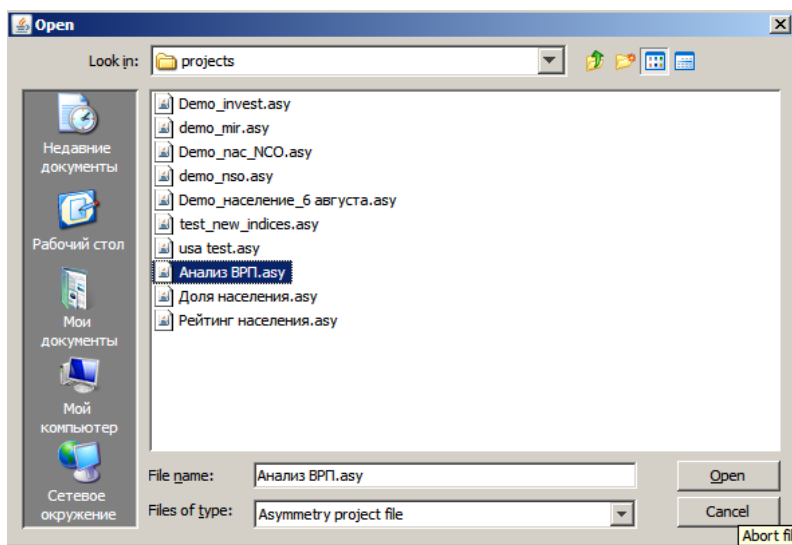 Open
Look in:
projects
Недавние
документы
Рабочий стол
Мои
документы
Мой
компьютер
Сетевое
окружение
Demo_invest.asy
demo_mir.asy
Demo_nac_NCO.asy
demo_nso.asy
Demo_население_6 августа.asy
test_new_indices.asy
usa test.asy
Анализ ВРП.asy
Доля населения.asy
Рейтинг населения.asy
File name:
Анализ ВРП.asy
Open
Files of type:
Asymmetry project file
Cancel
Abort fil